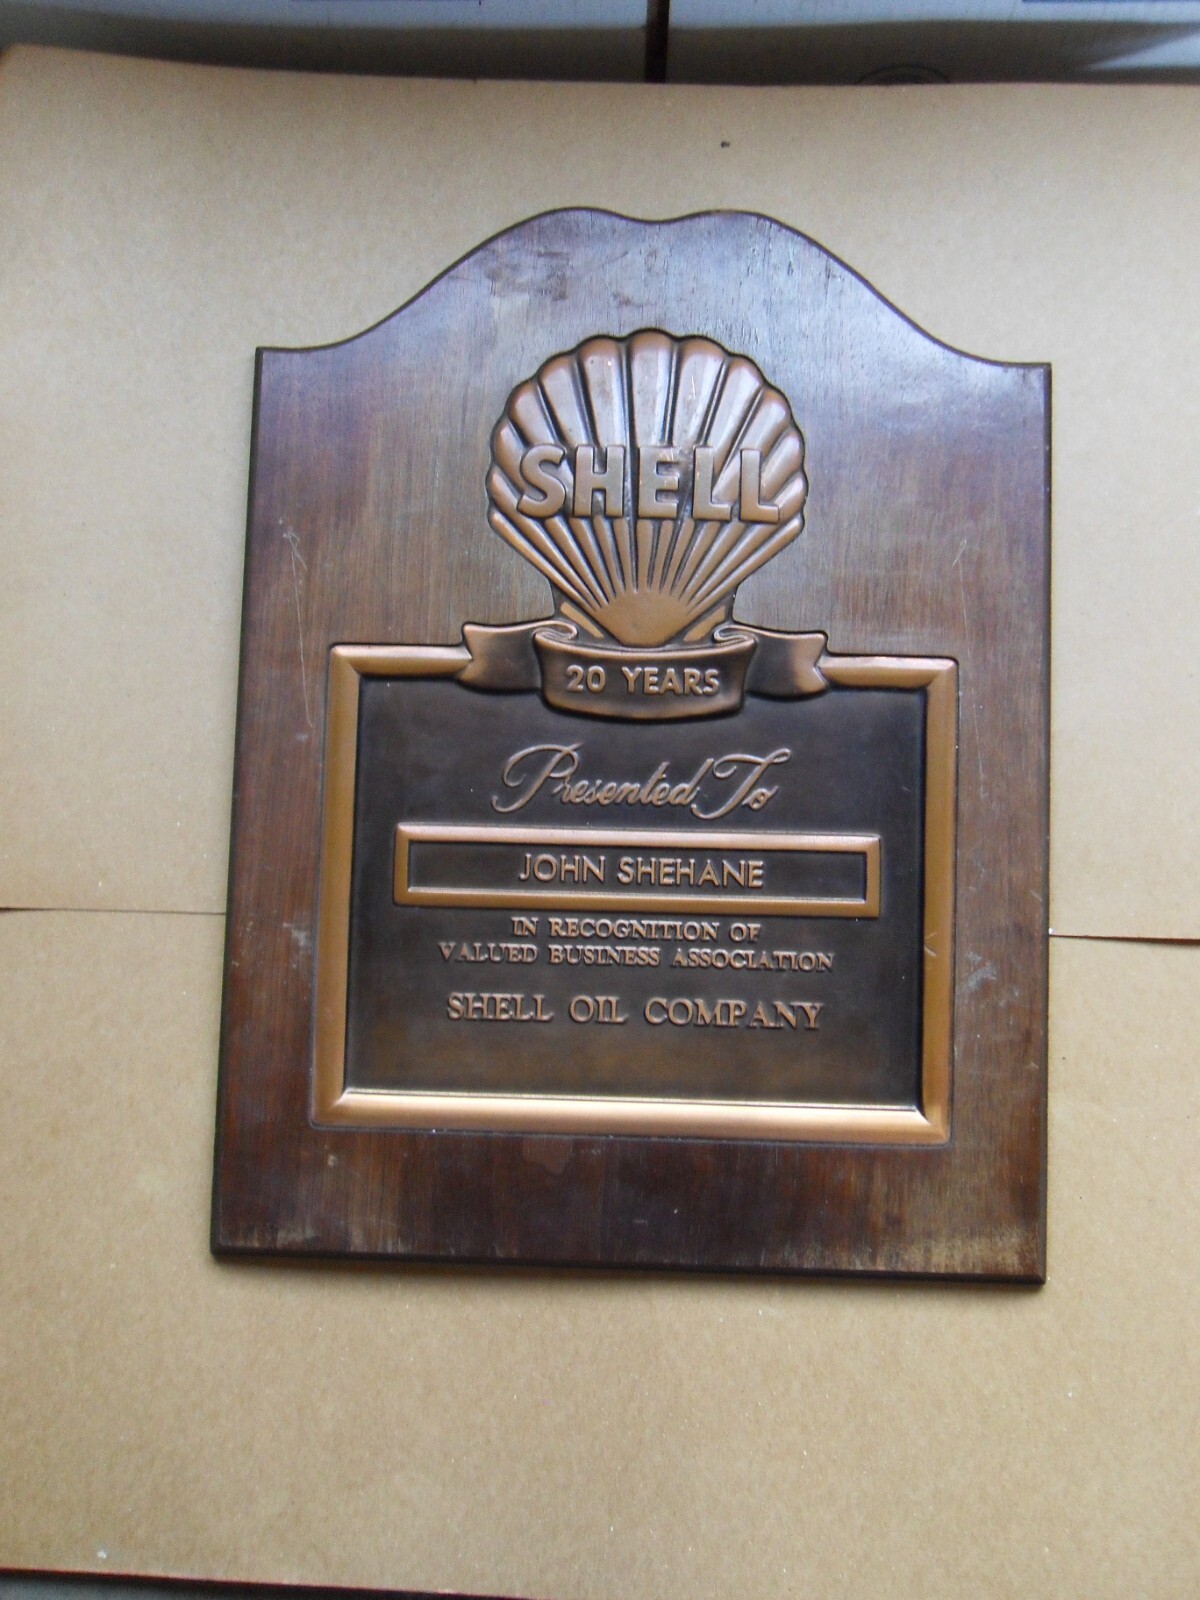 SHELL
20 YEARS
Presented To
JOHN SHEHANE
IN RECOGNITION OF
VALUED BUSINESS ASSOCIATION
SHELL OIL COMPANY